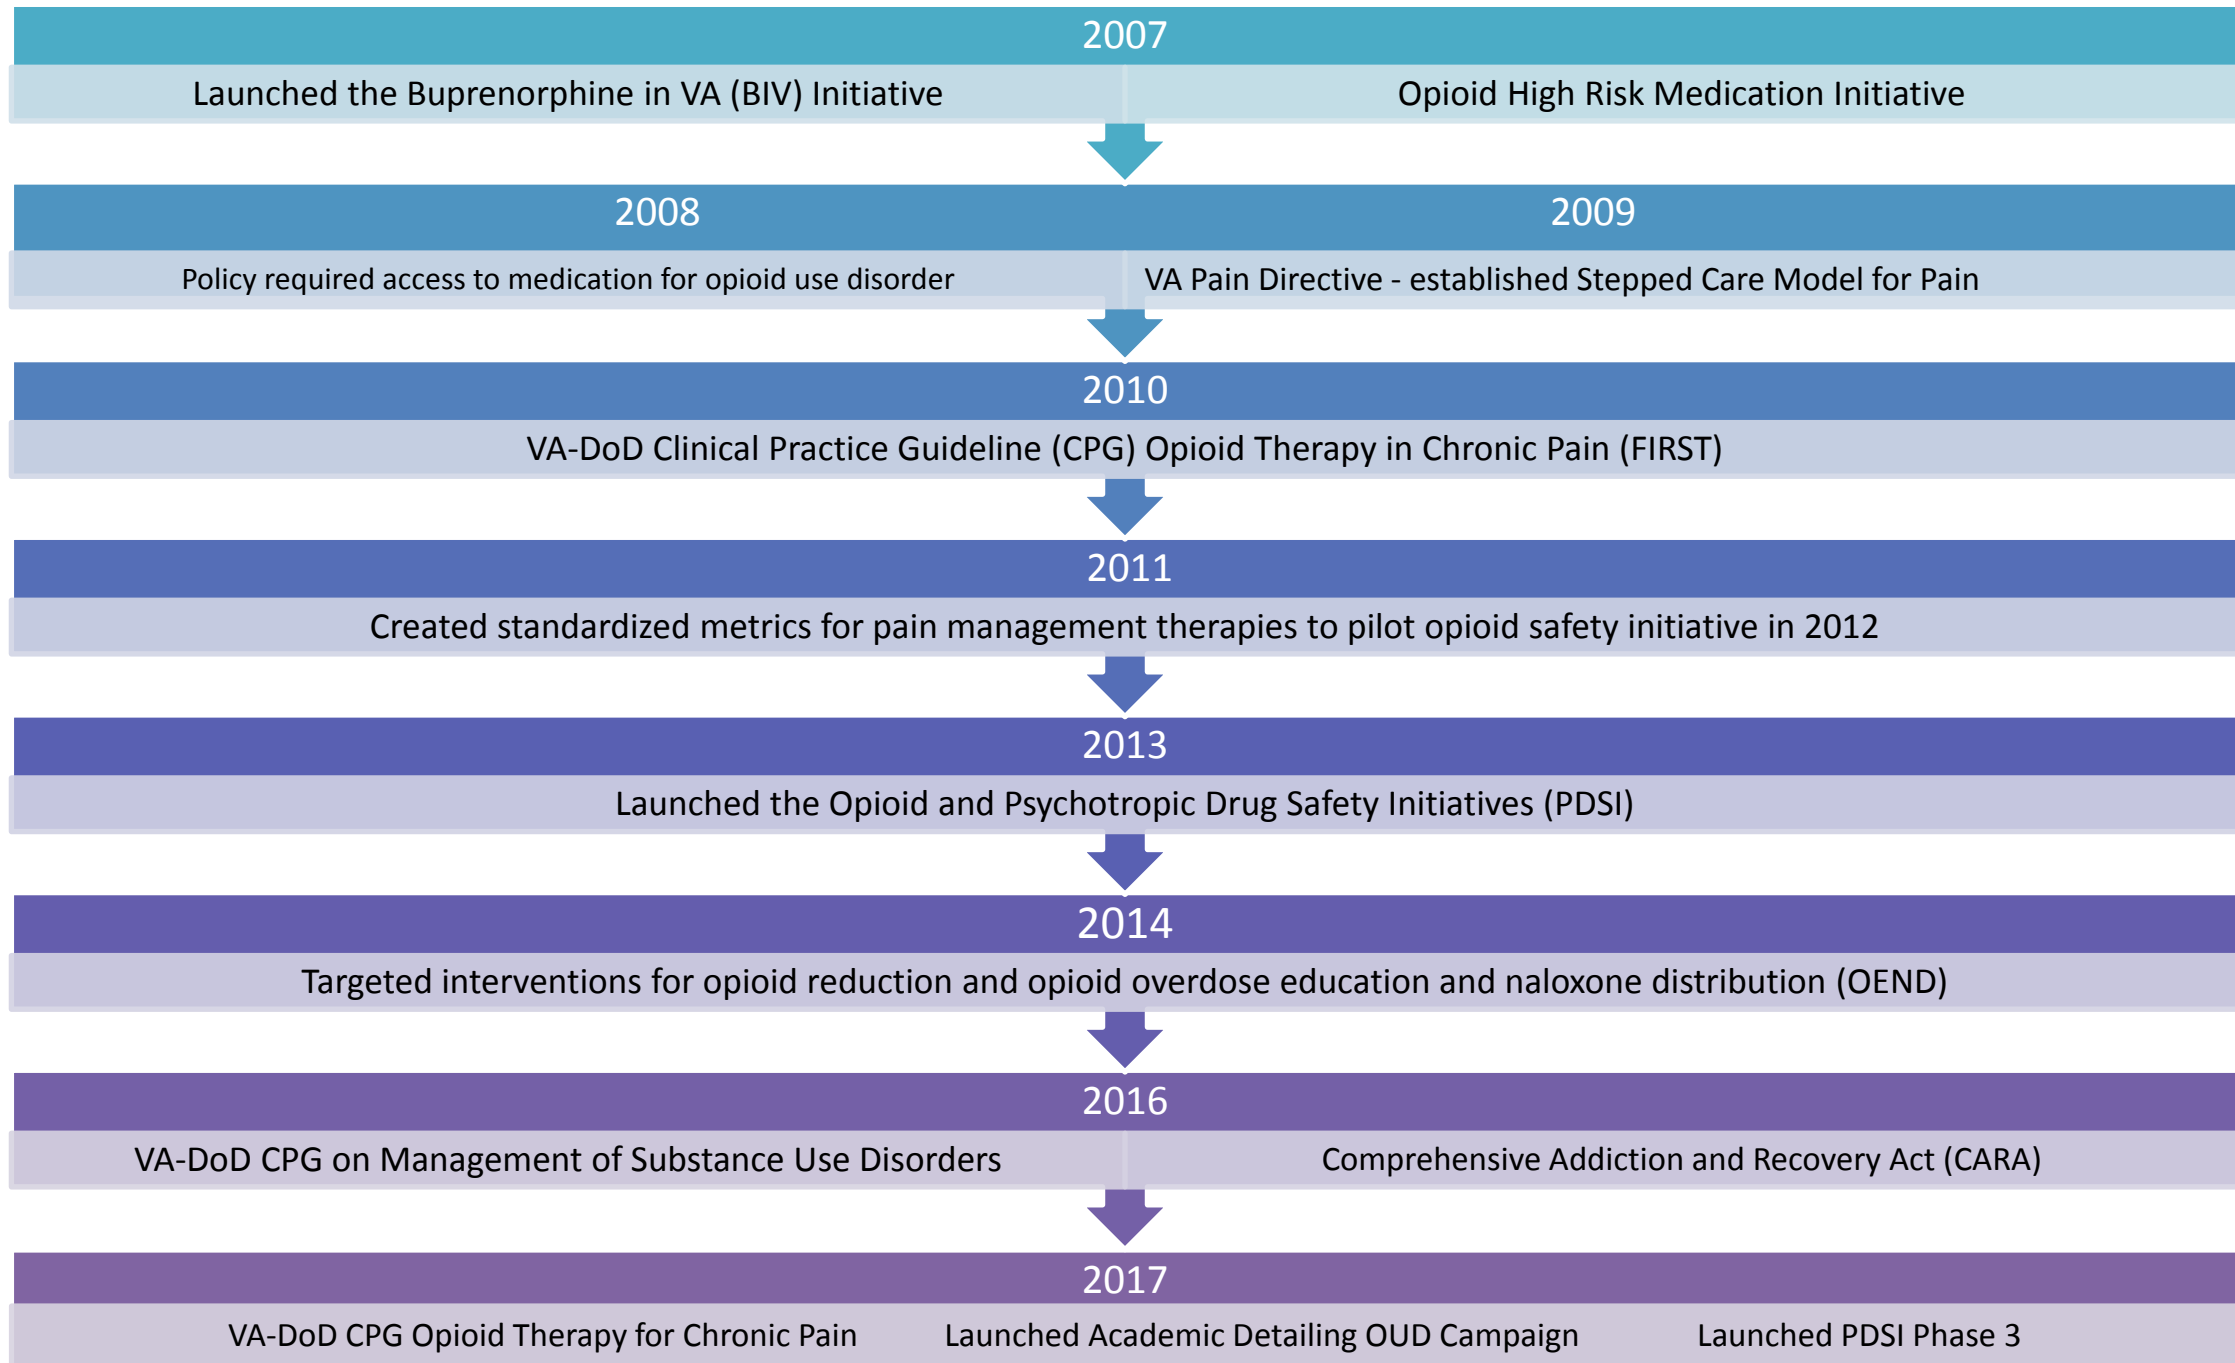 2007
Launched the Buprenorphine in VA (BIV) Initiative
Opioid High Risk Medication Initiative
2008
2009
Policy required access to medication for opioid use disorder
VA Pain Directive - established Stepped Care Model for Pain
2010
VA-DoD Clinical Practice Guideline (CPG) Opioid Therapy in Chronic Pain (FIRST)
2011
Created standardized metrics for pain management therapies to pilot opioid safety initiative in 2012
2013
Launched the Opioid and Psychotropic Drug Safety Initiatives (PDSI)
2014
Targeted interventions for opioid reduction and opioid overdose education and naloxone distribution (OEND)
2016
VA-DoD CPG on Management of Substance Use Disorders
Comprehensive Addiction and Recovery Act (CARA)
2017
VA-DoD CPG Opioid Therapy for Chronic Pain
Launched Academic Detailing OUD Campaign
Launched PDSI Phase 3